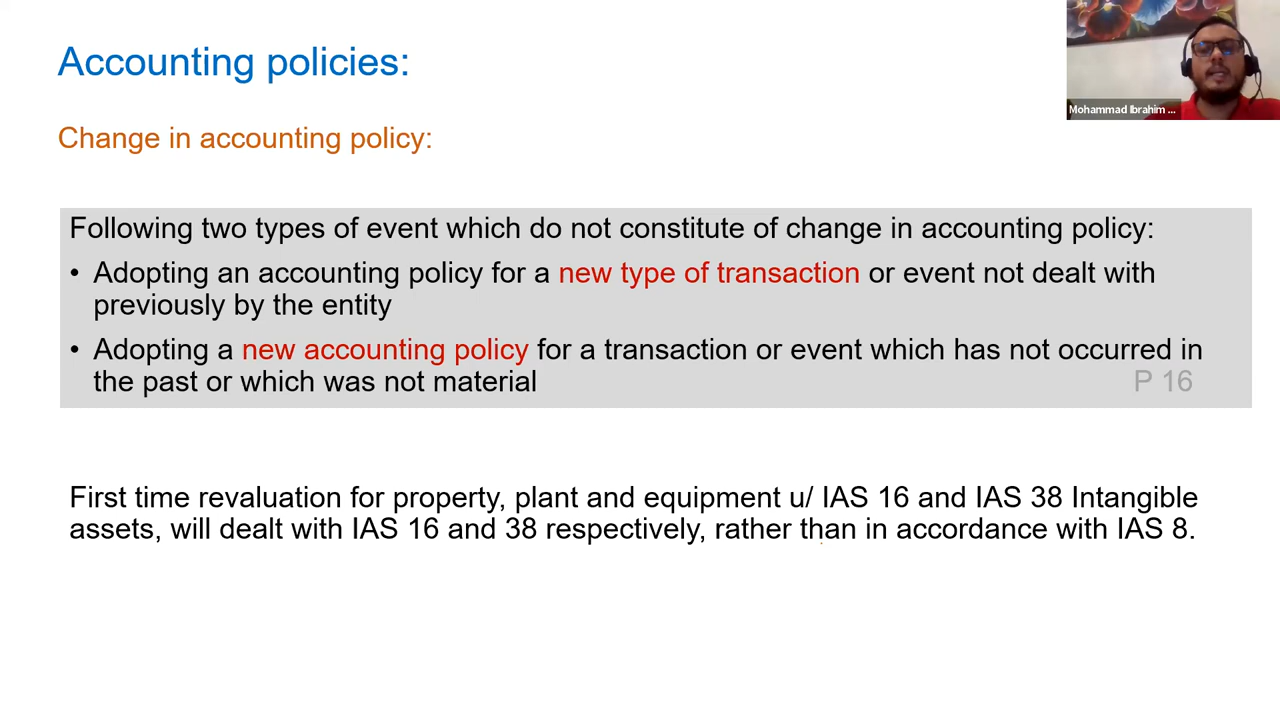 Accounting policies:
Mohammad Ibrahim ...
Change in accounting policy:
Following two types of event which do not constitute of change in accounting policy:
• Adopting an accounting policy for a new type of transaction or event not dealt with
previously by the entity
• Adopting a new accounting policy for a transaction or event which has not occurred in
the past or which was not material
P 16
First time revaluation for property, plant and equipment u/ IAS 16 and IAS 38 Intangible
assets, will dealt with IAS 16 and 38 respectively, rather than in accordance with IAS 8.